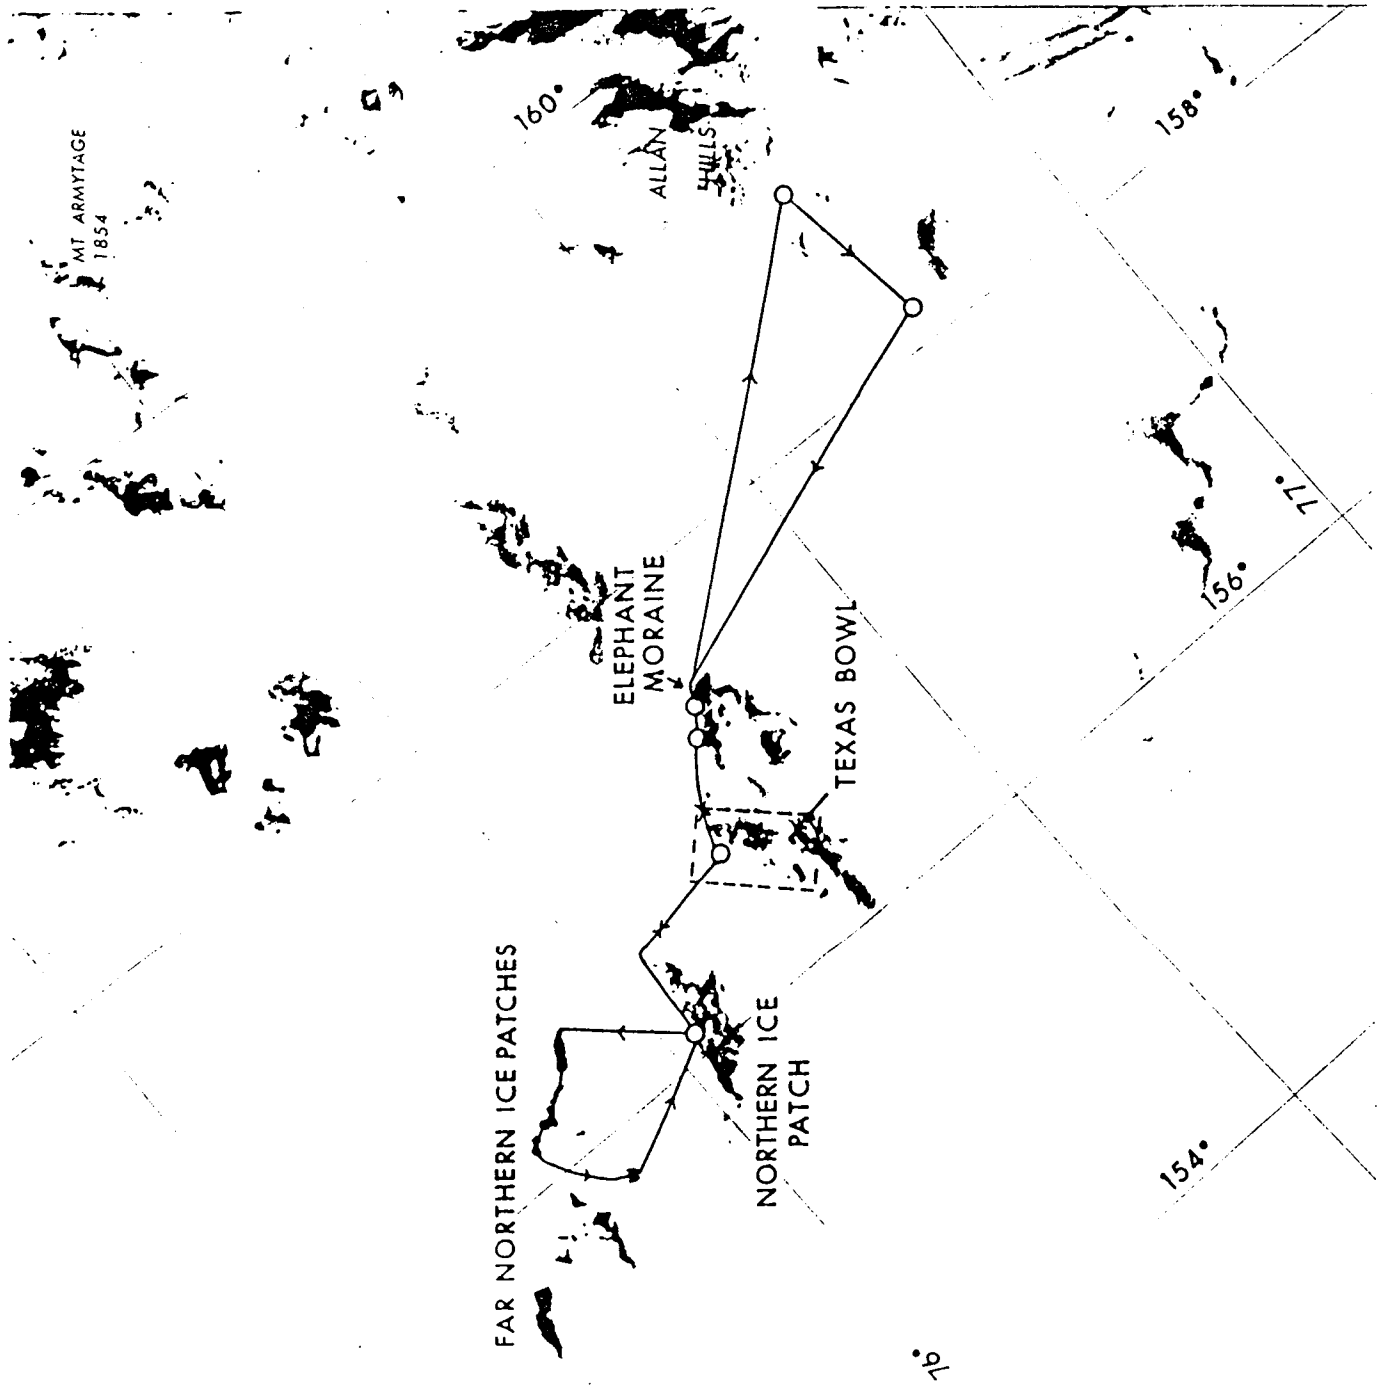 MT ARMYTAGE
1854
160°
ALLAN
HILLS
158°
ELEPHANT
MORAINE
TEXAS BOWL
77°
156°
FAR NORTHERN ICE PATCHES
NORTHERN ICE
PATCH
154°
76°